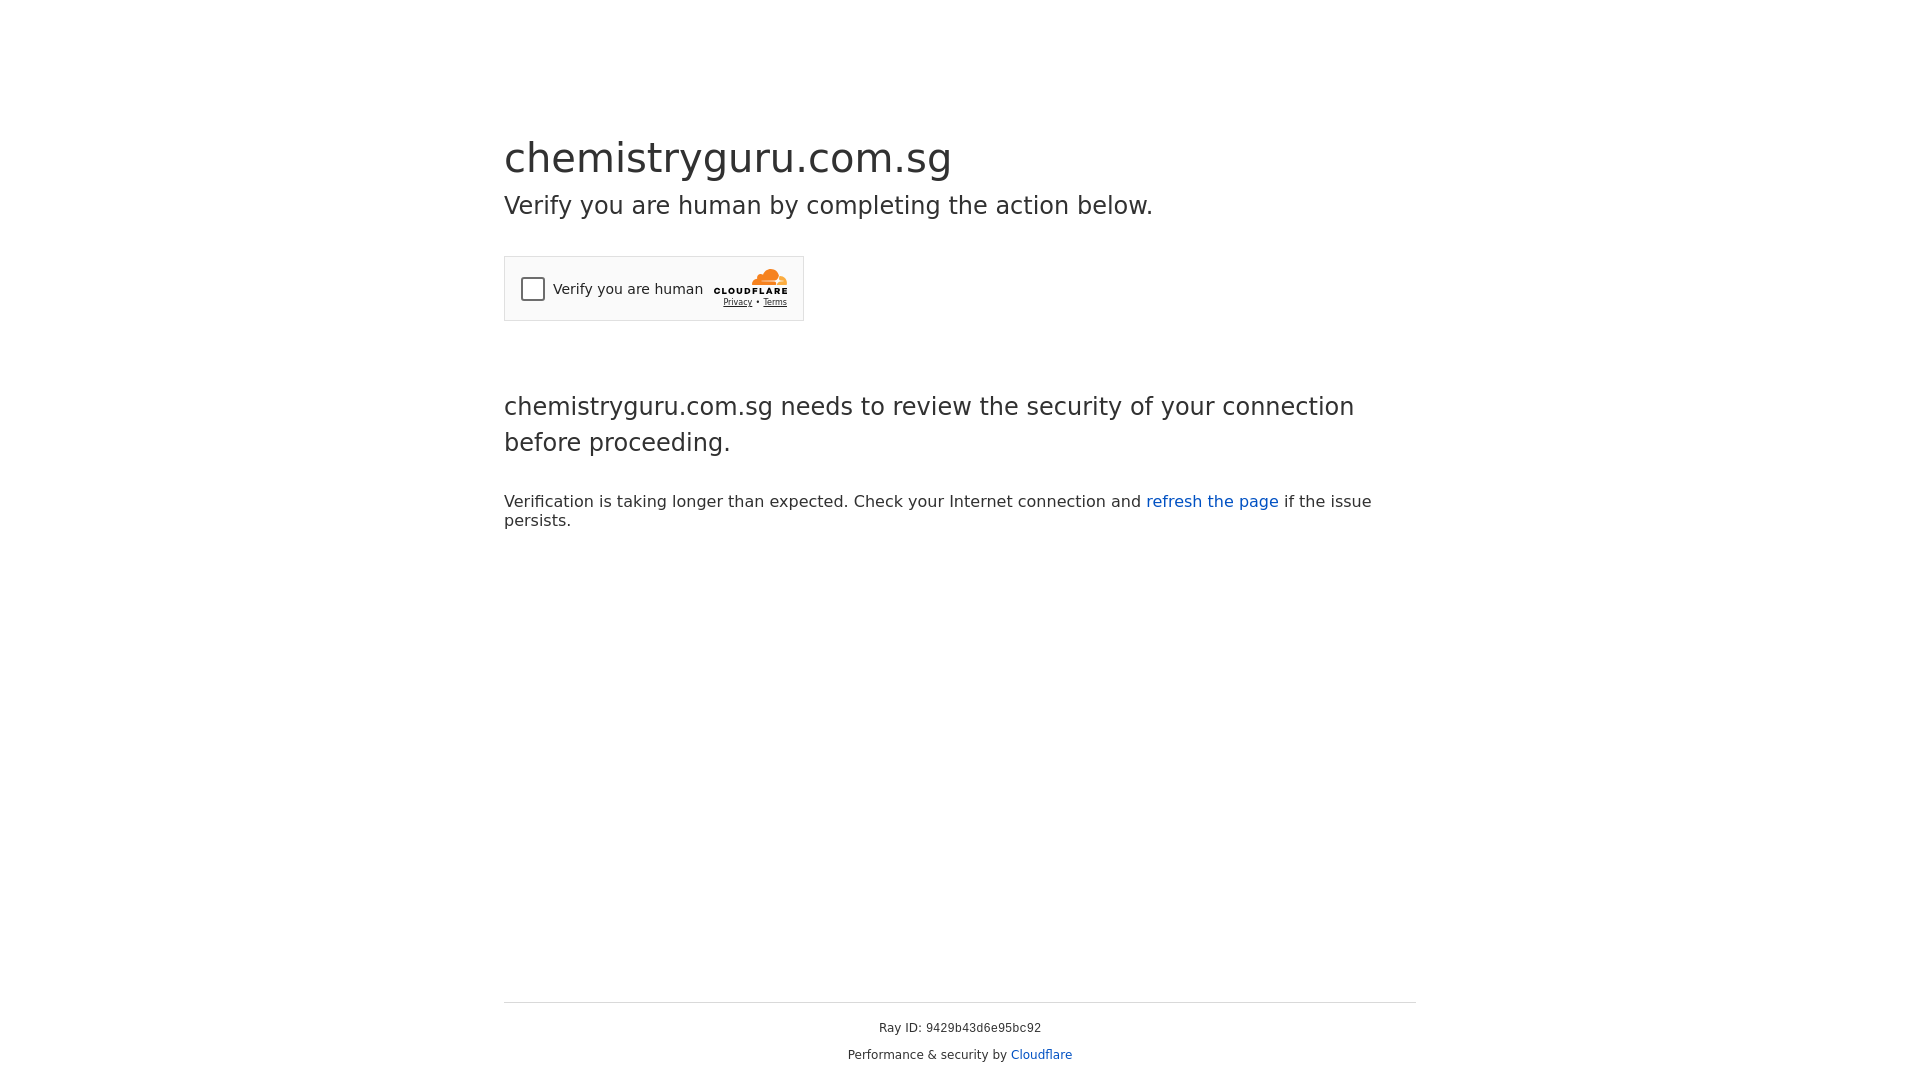 chemistryguru.com.sg
Verify you are human by completing the action below.
Verify you are human
CLOUDFLARE
Privacy • Terms
chemistryguru.com.sg needs to review the security of your connection
before proceeding.
Verification is taking longer than expected. Check your Internet connection and refresh the page if the issue
persists.
Ray ID: 9429b43d6e95bc92
Performance & security by Cloudflare